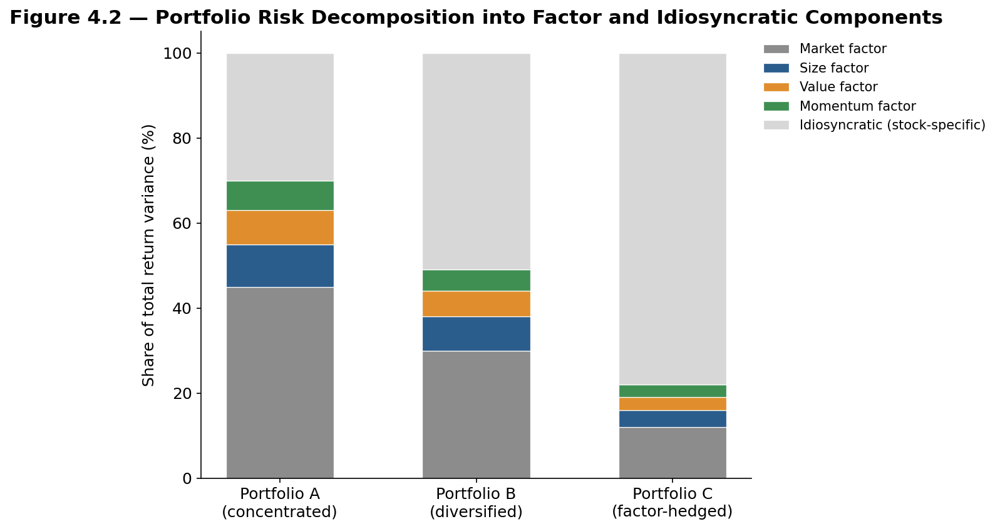 Figure 4.2 — Portfolio Risk Decomposition into Factor and Idiosyncratic Components
Market factor
Size factor
Value factor
Momentum factor
Idiosyncratic (stock-specific)
Share of total return variance (%)
100
80
60
40
20
0
Portfolio A
(concentrated)
Portfolio B
(diversified)
Portfolio C
(factor-hedged)